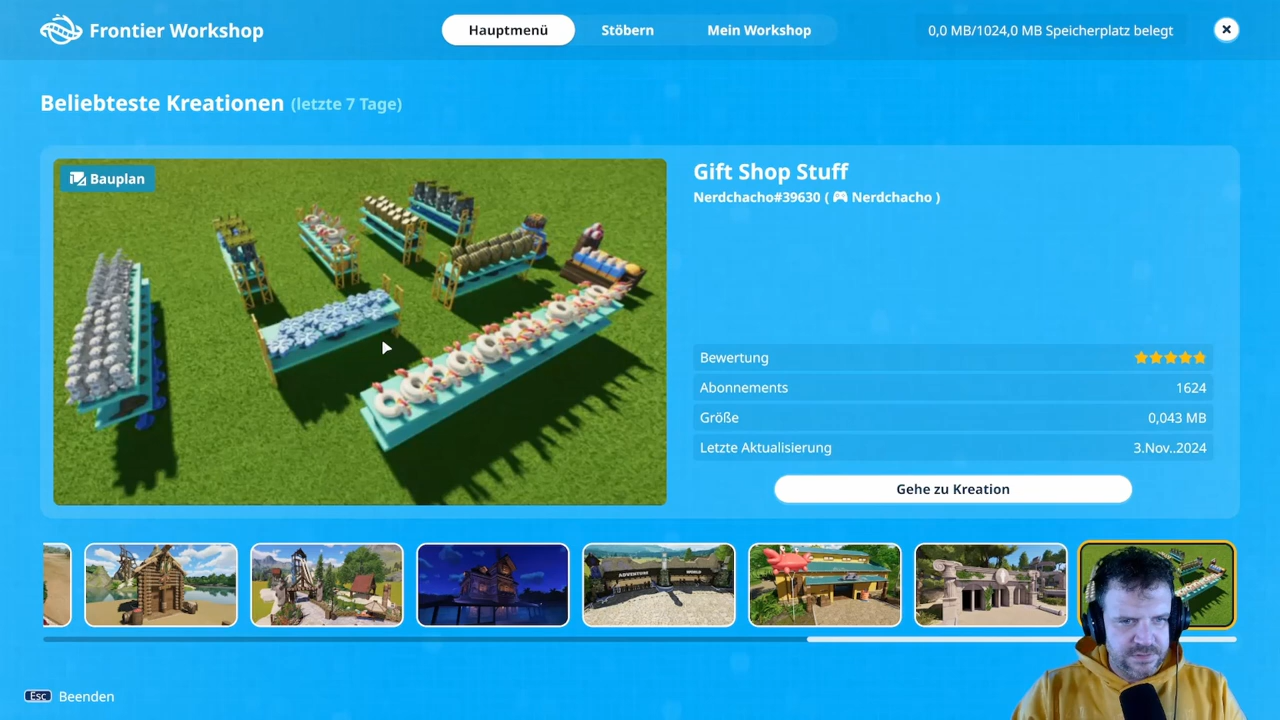 Frontier Workshop
Hauptmenü
Stöbern
Mein Workshop
0,0 MB/1024,0 MB Speicherplatz belegt
Beliebteste Kreationen (letzte 7 Tage)
Bauplan
Gift Shop Stuff
Nerdchacho#39630 ( Nerdchacho )
Bewertung
Abonnements 1624
Größe 0,043 MB
Letzte Aktualisierung 3.Nov..2024
Gehe zu Kreation
ADVENTURE WORLD
Esc Beenden